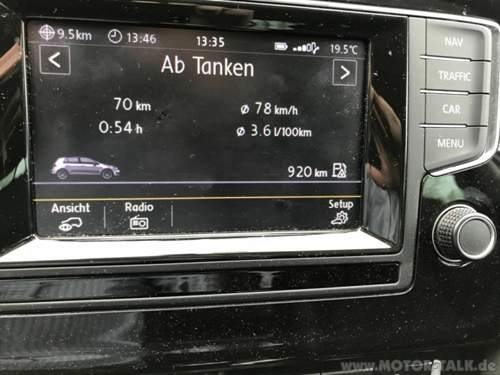 9.5km 13:46 13:35 19.5°C
NAV
< Ab Tanken >
TRAFFIC
70 km ø 78 km/h
CAR
0:54 h ø 3.6 l/100km
MENU
920 km
Ansicht Radio Setup
www.MOTOR-TALK.de